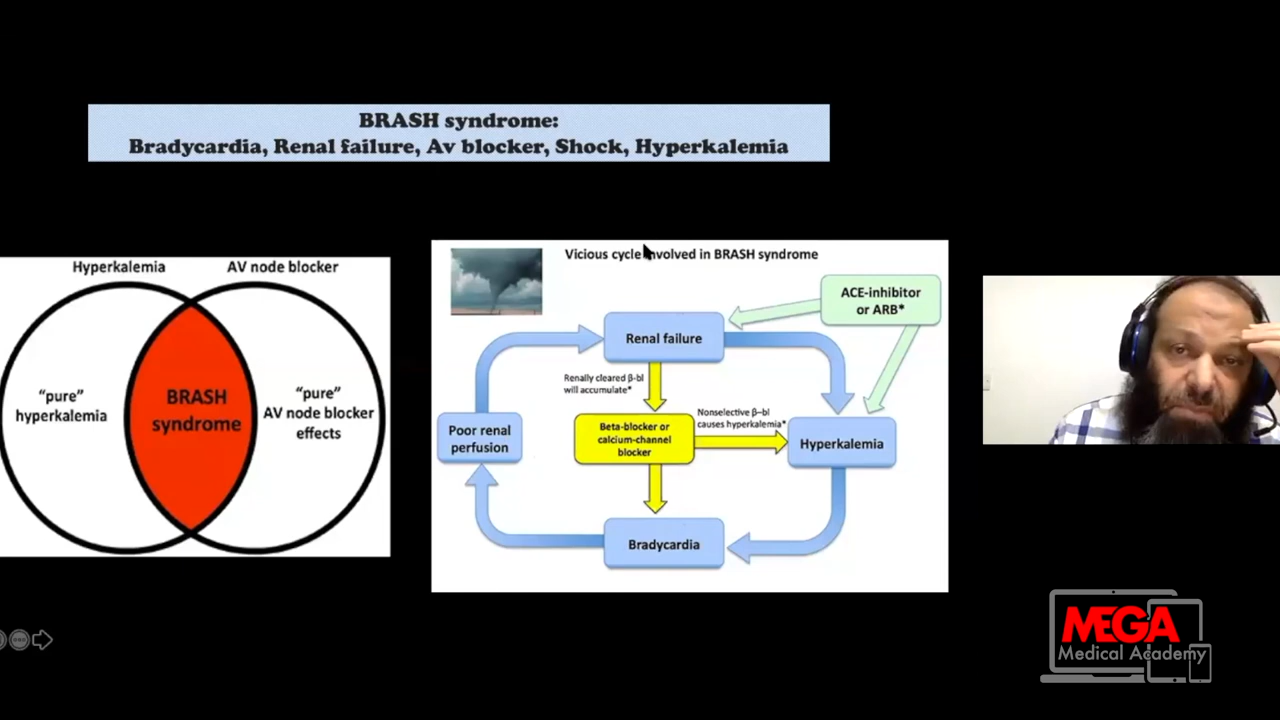 BRASH syndrome:
Bradycardia, Renal failure, Av blocker, Shock, Hyperkalemia
Hyperkalemia
AV node blocker
“pure”
hyperkalemia
BRASH
syndrome
“pure”
AV node blocker
effects
Vicious cycle involved in BRASH syndrome
ACE-inhibitor
or ARB*
Renal failure
Renally cleared β-bl
will accumulate*
Beta-blocker or
calcium-channel
blocker
Nonselective β-bl
causes hyperkalemia*
Poor renal
perfusion
Hyperkalemia
Bradycardia
MEGA
Medical Academy